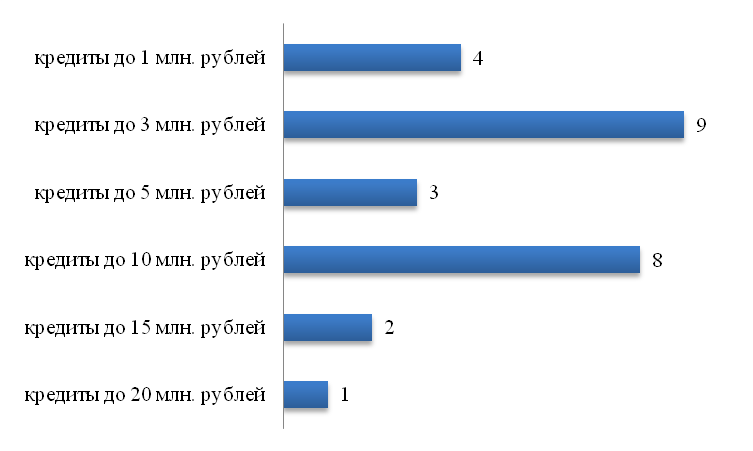 кредиты до 1 млн. рублей 4
кредиты до 3 млн. рублей 9
кредиты до 5 млн. рублей 3
кредиты до 10 млн. рублей 8
кредиты до 15 млн. рублей 2
кредиты до 20 млн. рублей 1